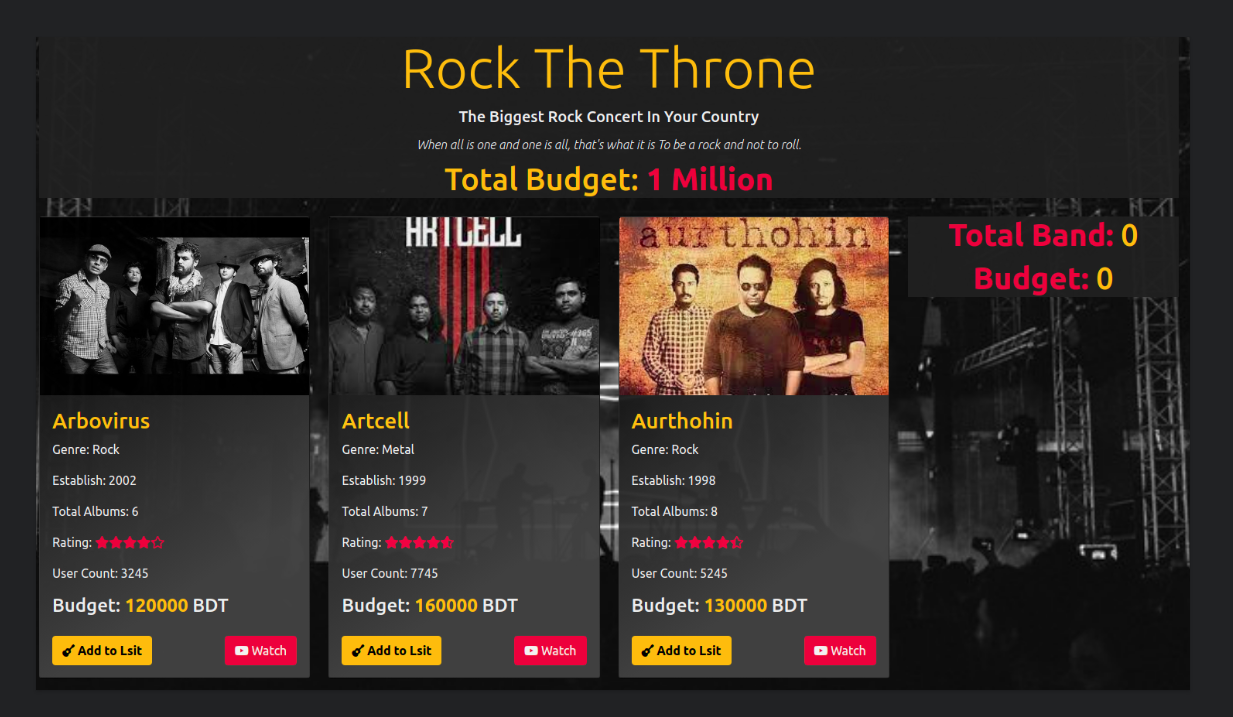 Rock The Throne
The Biggest Rock Concert In Your Country
When all is one and one is all, that's what it is To be a rock and not to roll.
Total Budget: 1 Million
ARTCELL
aurthohin
Total Band: 0
Budget: 0
Arbovirus
Genre: Rock
Establish: 2002
Total Albums: 6
Rating:
User Count: 3245
Budget: 120000 BDT
Add to Lsit
Watch
Artcell
Genre: Metal
Establish: 1999
Total Albums: 7
Rating:
User Count: 7745
Budget: 160000 BDT
Add to Lsit
Watch
Aurthohin
Genre: Rock
Establish: 1998
Total Albums: 8
Rating:
User Count: 5245
Budget: 130000 BDT
Add to Lsit
Watch